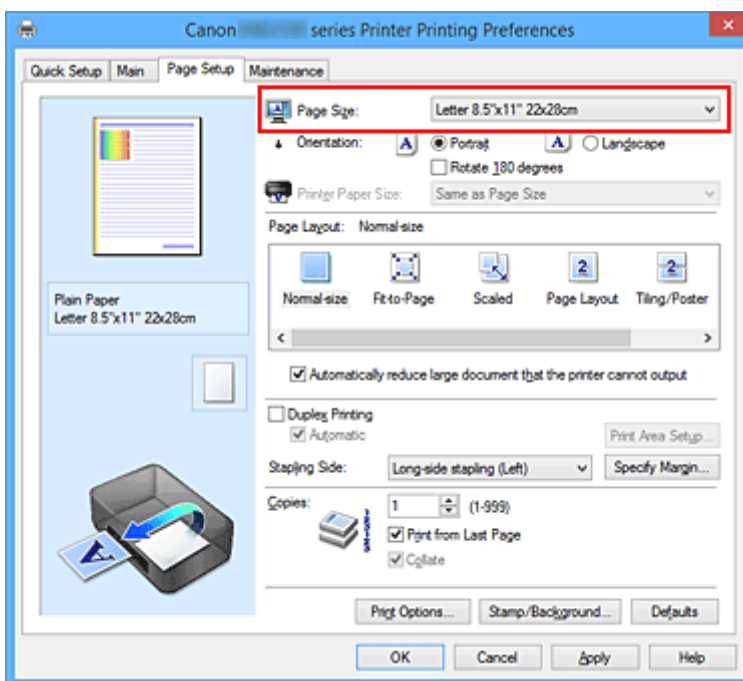 Canon series Printer Printing Preferences
Quick Setup Main Page Setup Maintenance
Page Size: Letter 8.5"x11" 22x28cm
Orientation: A Portrait A Landscape
Rotate 180 degrees
Printer Paper Size: Same as Page Size
Page Layout: Normal-size
2 2
Normal-size Fit-to-Page Scaled Page Layout Tiling/Poster
Plain Paper
Letter 8.5"x11" 22x28cm
Automatically reduce large document that the printer cannot output
Duplex Printing
Automatic Print Area Setup...
Stapling Side: Long-side stapling (Left) Specify Margin...
Copies: 1 (1-999)
Print from Last Page
Collate
A
Print Options... Stamp/Background... Defaults
OK Cancel Apply Help